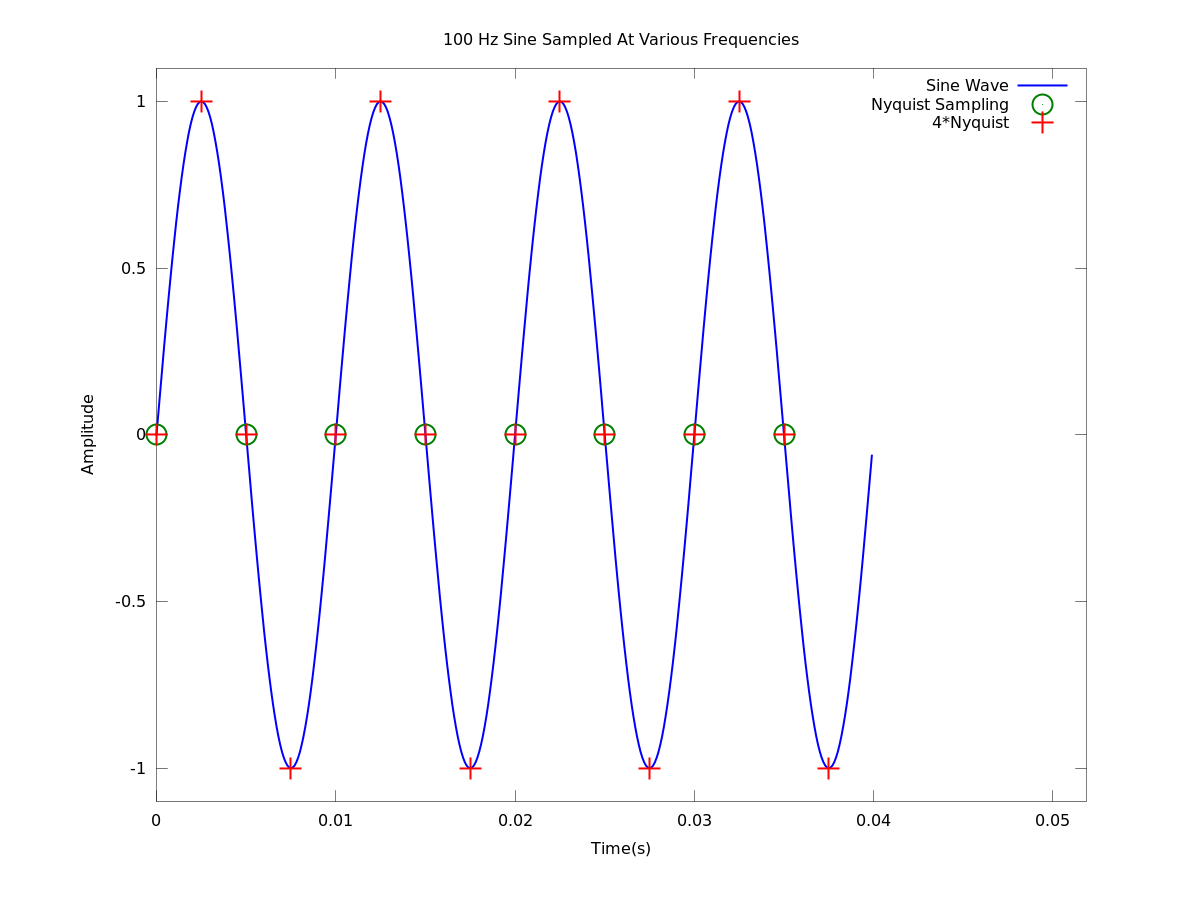 100 Hz Sine Sampled At Various Frequencies
Sine Wave
Nyquist Sampling
4*Nyquist
1
0.5
0
-0.5
-1
Amplitude
0 0.01 0.02 0.03 0.04 0.05
Time(s)